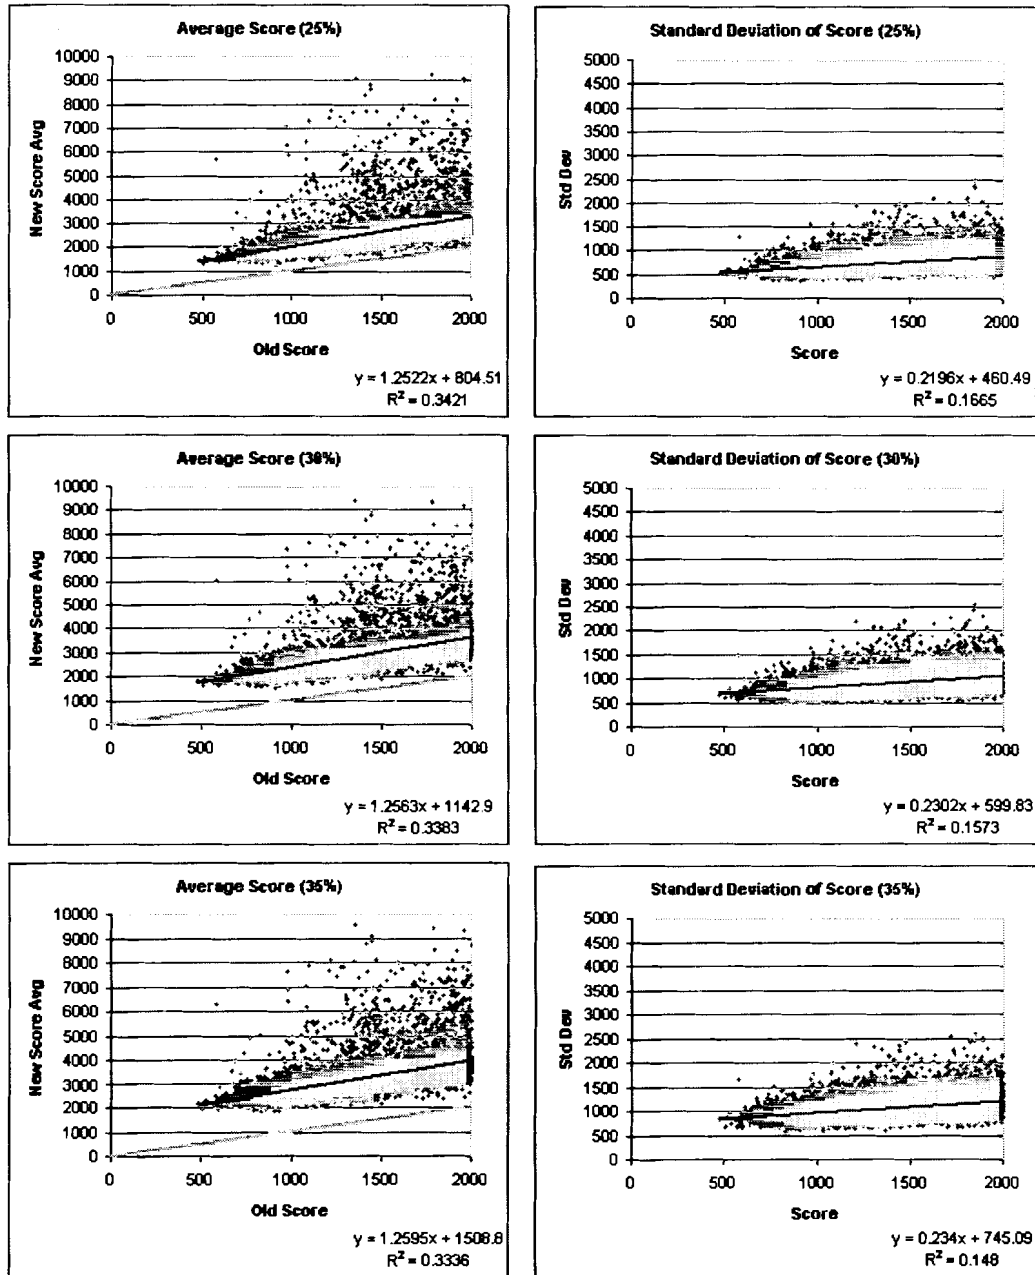 Average Score (25%)
10000
9000
8000
7000
6000
5000
4000
3000
2000
1000
0
New Score Avg
0 500 1000 1500 2000
Old Score
y = 1.2522x + 804.51
R² = 0.3421
Standard Deviation of Score (25%)
5000
4500
4000
3500
3000
2500
2000
1500
1000
500
0
Std Dev
0 500 1000 1500 2000
Score
y = 0.2196x + 460.49
R² = 0.1665
Average Score (30%)
10000
9000
8000
7000
6000
5000
4000
3000
2000
1000
0
New Score Avg
0 500 1000 1500 2000
Old Score
y = 1.2563x + 1142.9
R² = 0.3383
Standard Deviation of Score (30%)
5000
4500
4000
3500
3000
2500
2000
1500
1000
500
0
Std Dev
0 500 1000 1500 2000
Score
y = 0.2302x + 599.83
R² = 0.1573
Average Score (35%)
10000
9000
8000
7000
6000
5000
4000
3000
2000
1000
0
New Score Avg
0 500 1000 1500 2000
Old Score
y = 1.2595x + 1508.8
R² = 0.3336
Standard Deviation of Score (35%)
5000
4500
4000
3500
3000
2500
2000
1500
1000
500
0
Std Dev
0 500 1000 1500 2000
Score
y = 0.234x + 745.09
R² = 0.148